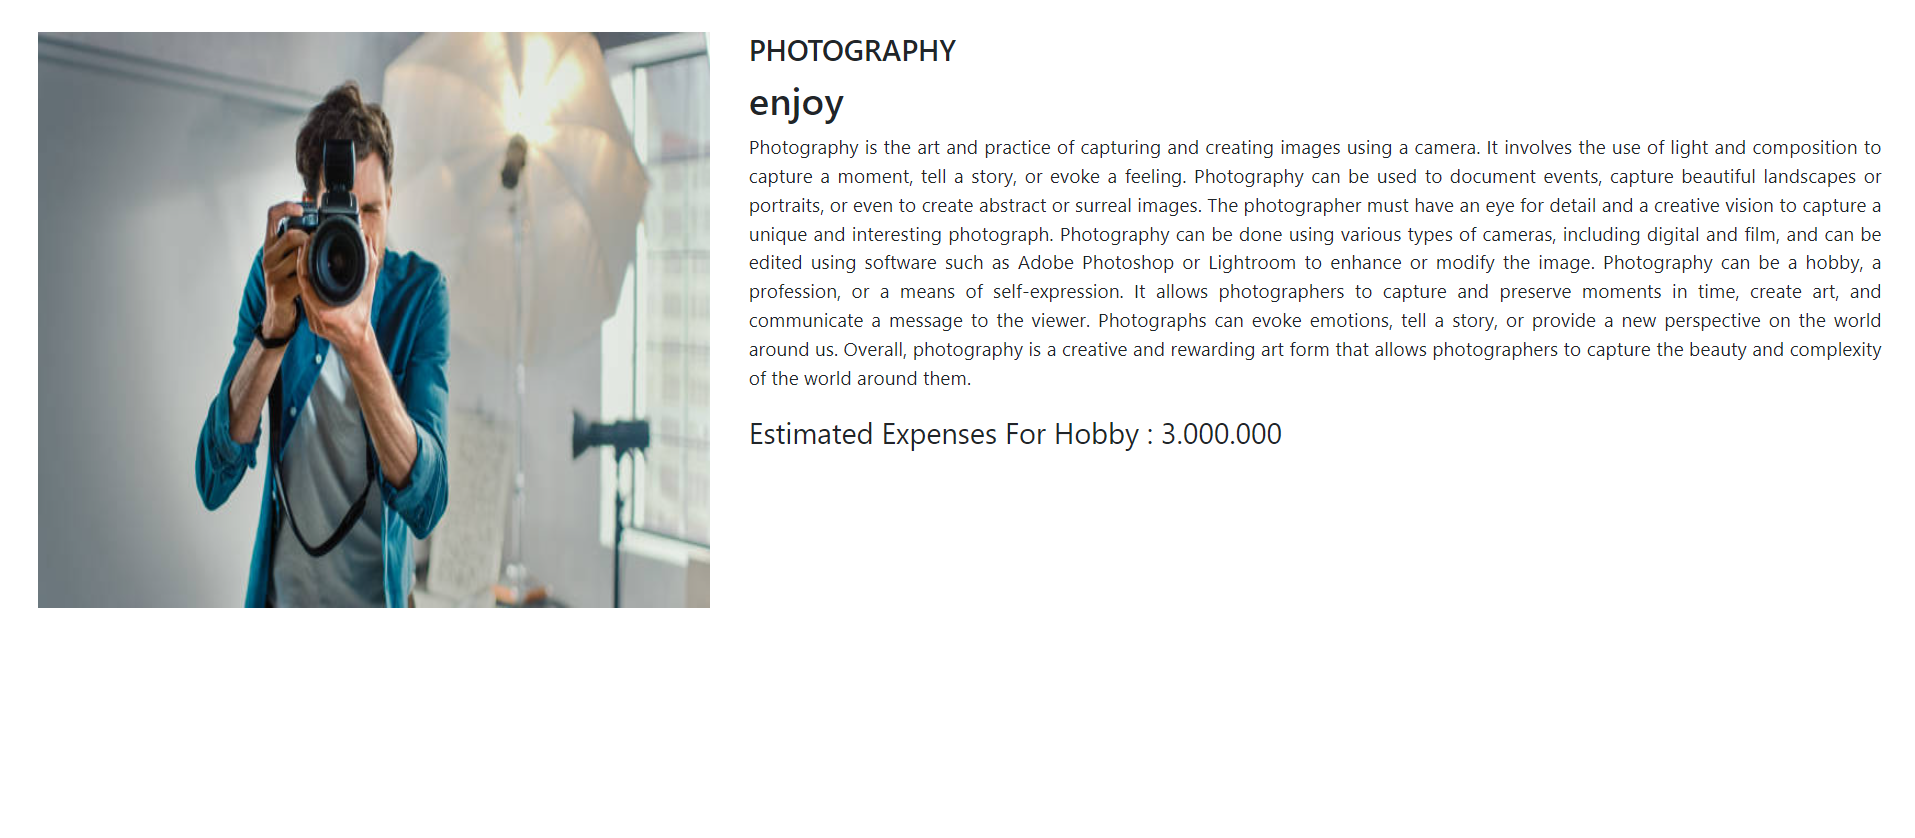 PHOTOGRAPHY
enjoy
Photography is the art and practice of capturing and creating images using a camera. It involves the use of light and composition to
capture a moment, tell a story, or evoke a feeling. Photography can be used to document events, capture beautiful landscapes or
portraits, or even to create abstract or surreal images. The photographer must have an eye for detail and a creative vision to capture a
unique and interesting photograph. Photography can be done using various types of cameras, including digital and film, and can be
edited using software such as Adobe Photoshop or Lightroom to enhance or modify the image. Photography can be a hobby, a
profession, or a means of self-expression. It allows photographers to capture and preserve moments in time, create art, and
communicate a message to the viewer. Photographs can evoke emotions, tell a story, or provide a new perspective on the world
around us. Overall, photography is a creative and rewarding art form that allows photographers to capture the beauty and complexity
of the world around them.
Estimated Expenses For Hobby : 3.000.000